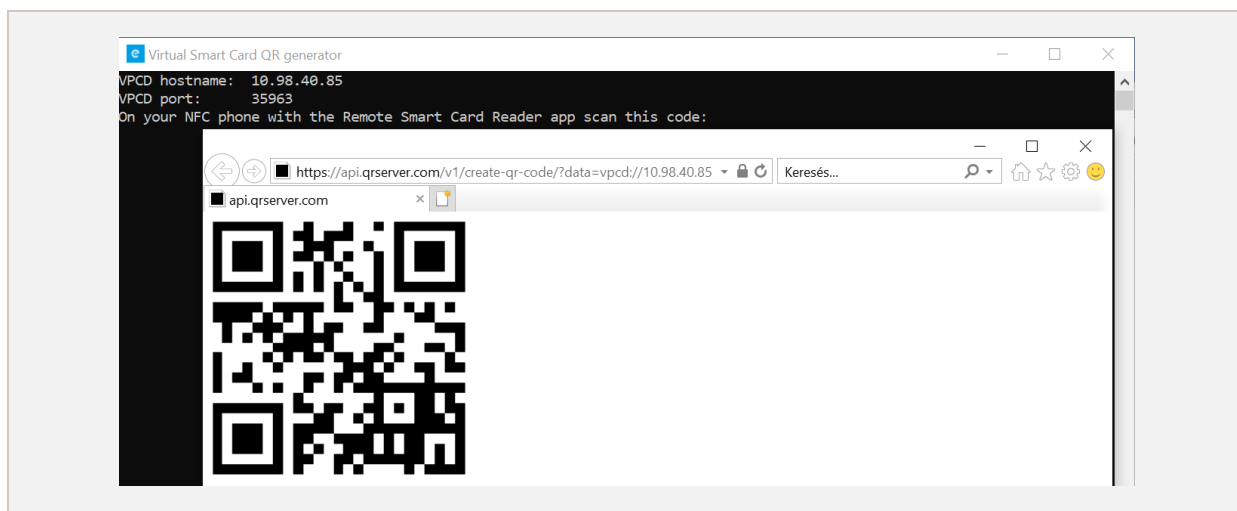 Virtual Smart Card QR generator
VPCD hostname: 10.98.40.85
VPCD port: 35963
On your NFC phone with the Remote Smart Card Reader app scan this code:
https://api.qrserver.com/v1/create-qr-code/?data=vpcd://10.98.40.85 Keresés...
api.qrserver.com